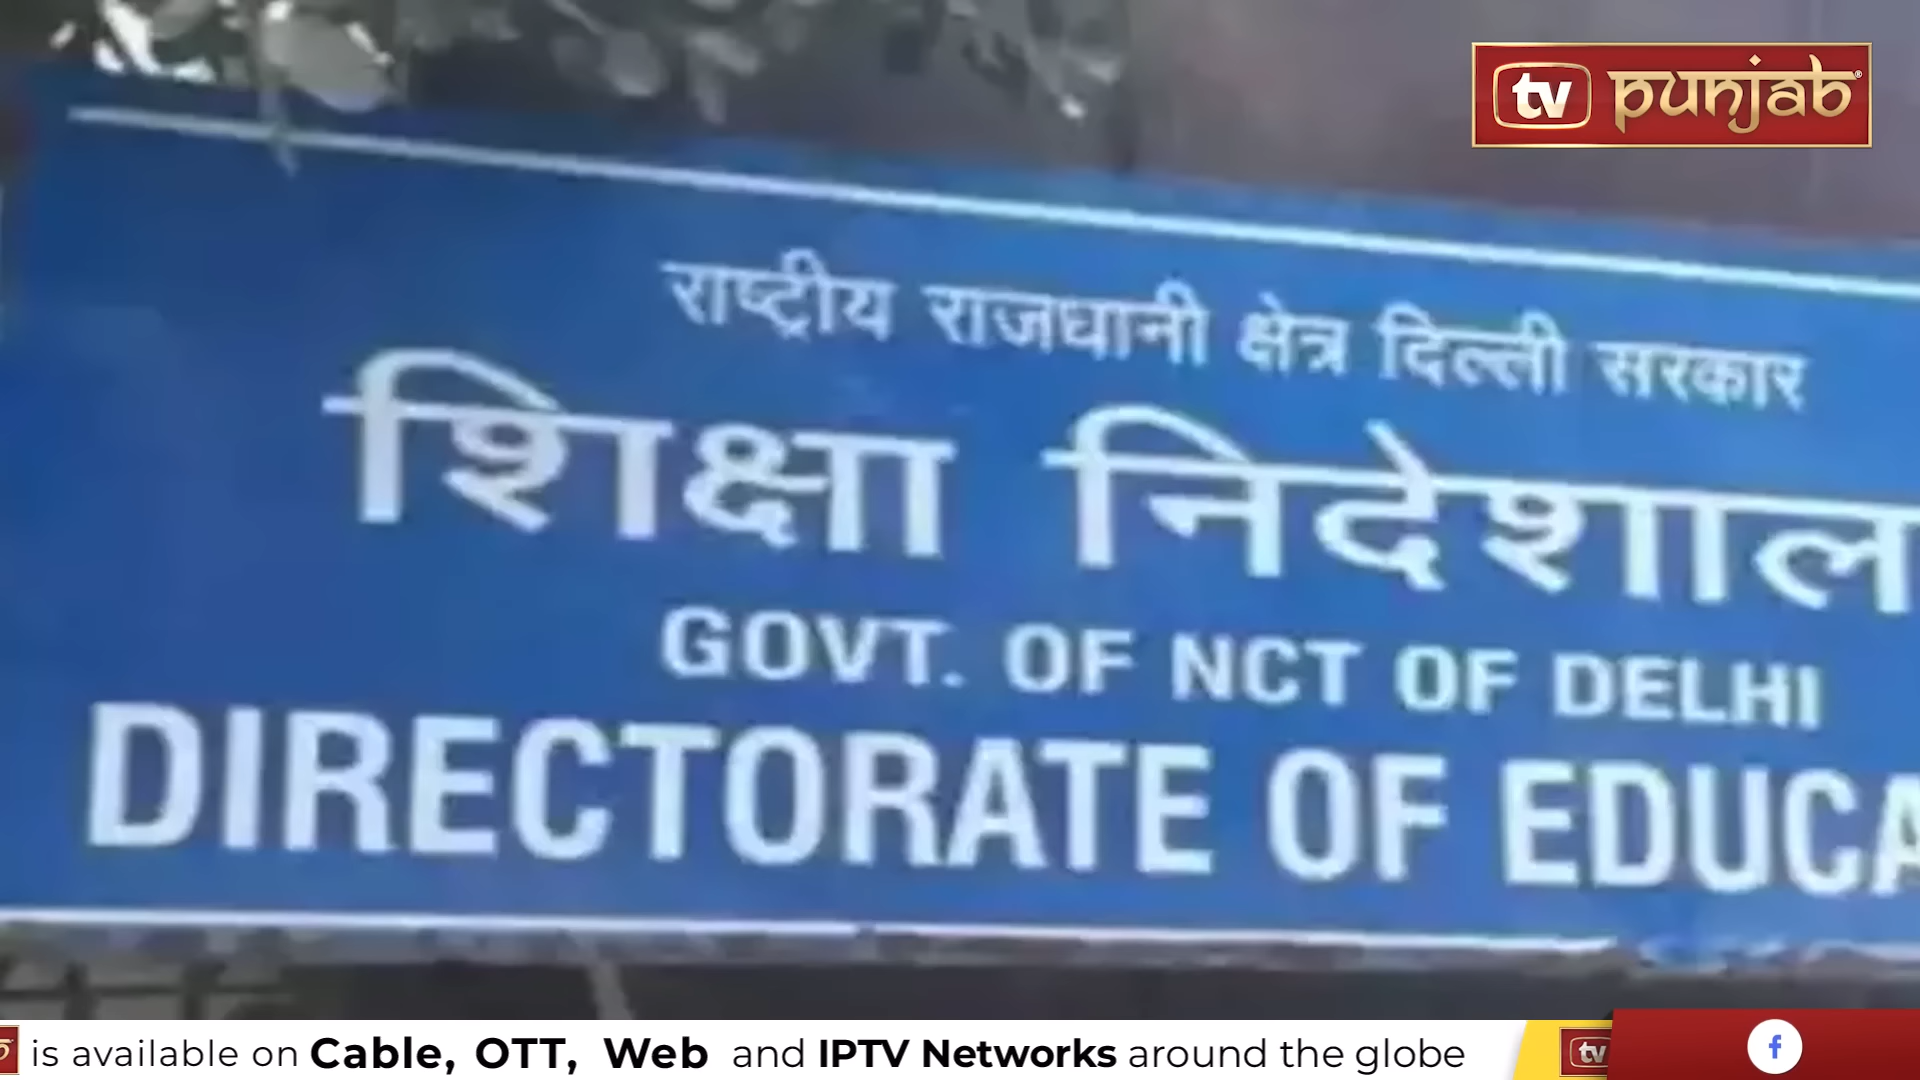 tv punjab®
राष्ट्रीय राजधानी क्षेत्र दिल्ली सरकार
शिक्षा निदेशाल
GOVT. OF NCT OF DELHI
DIRECTORATE OF EDUCA
is available on Cable, OTT, Web and IPTV Networks around the globe
tv